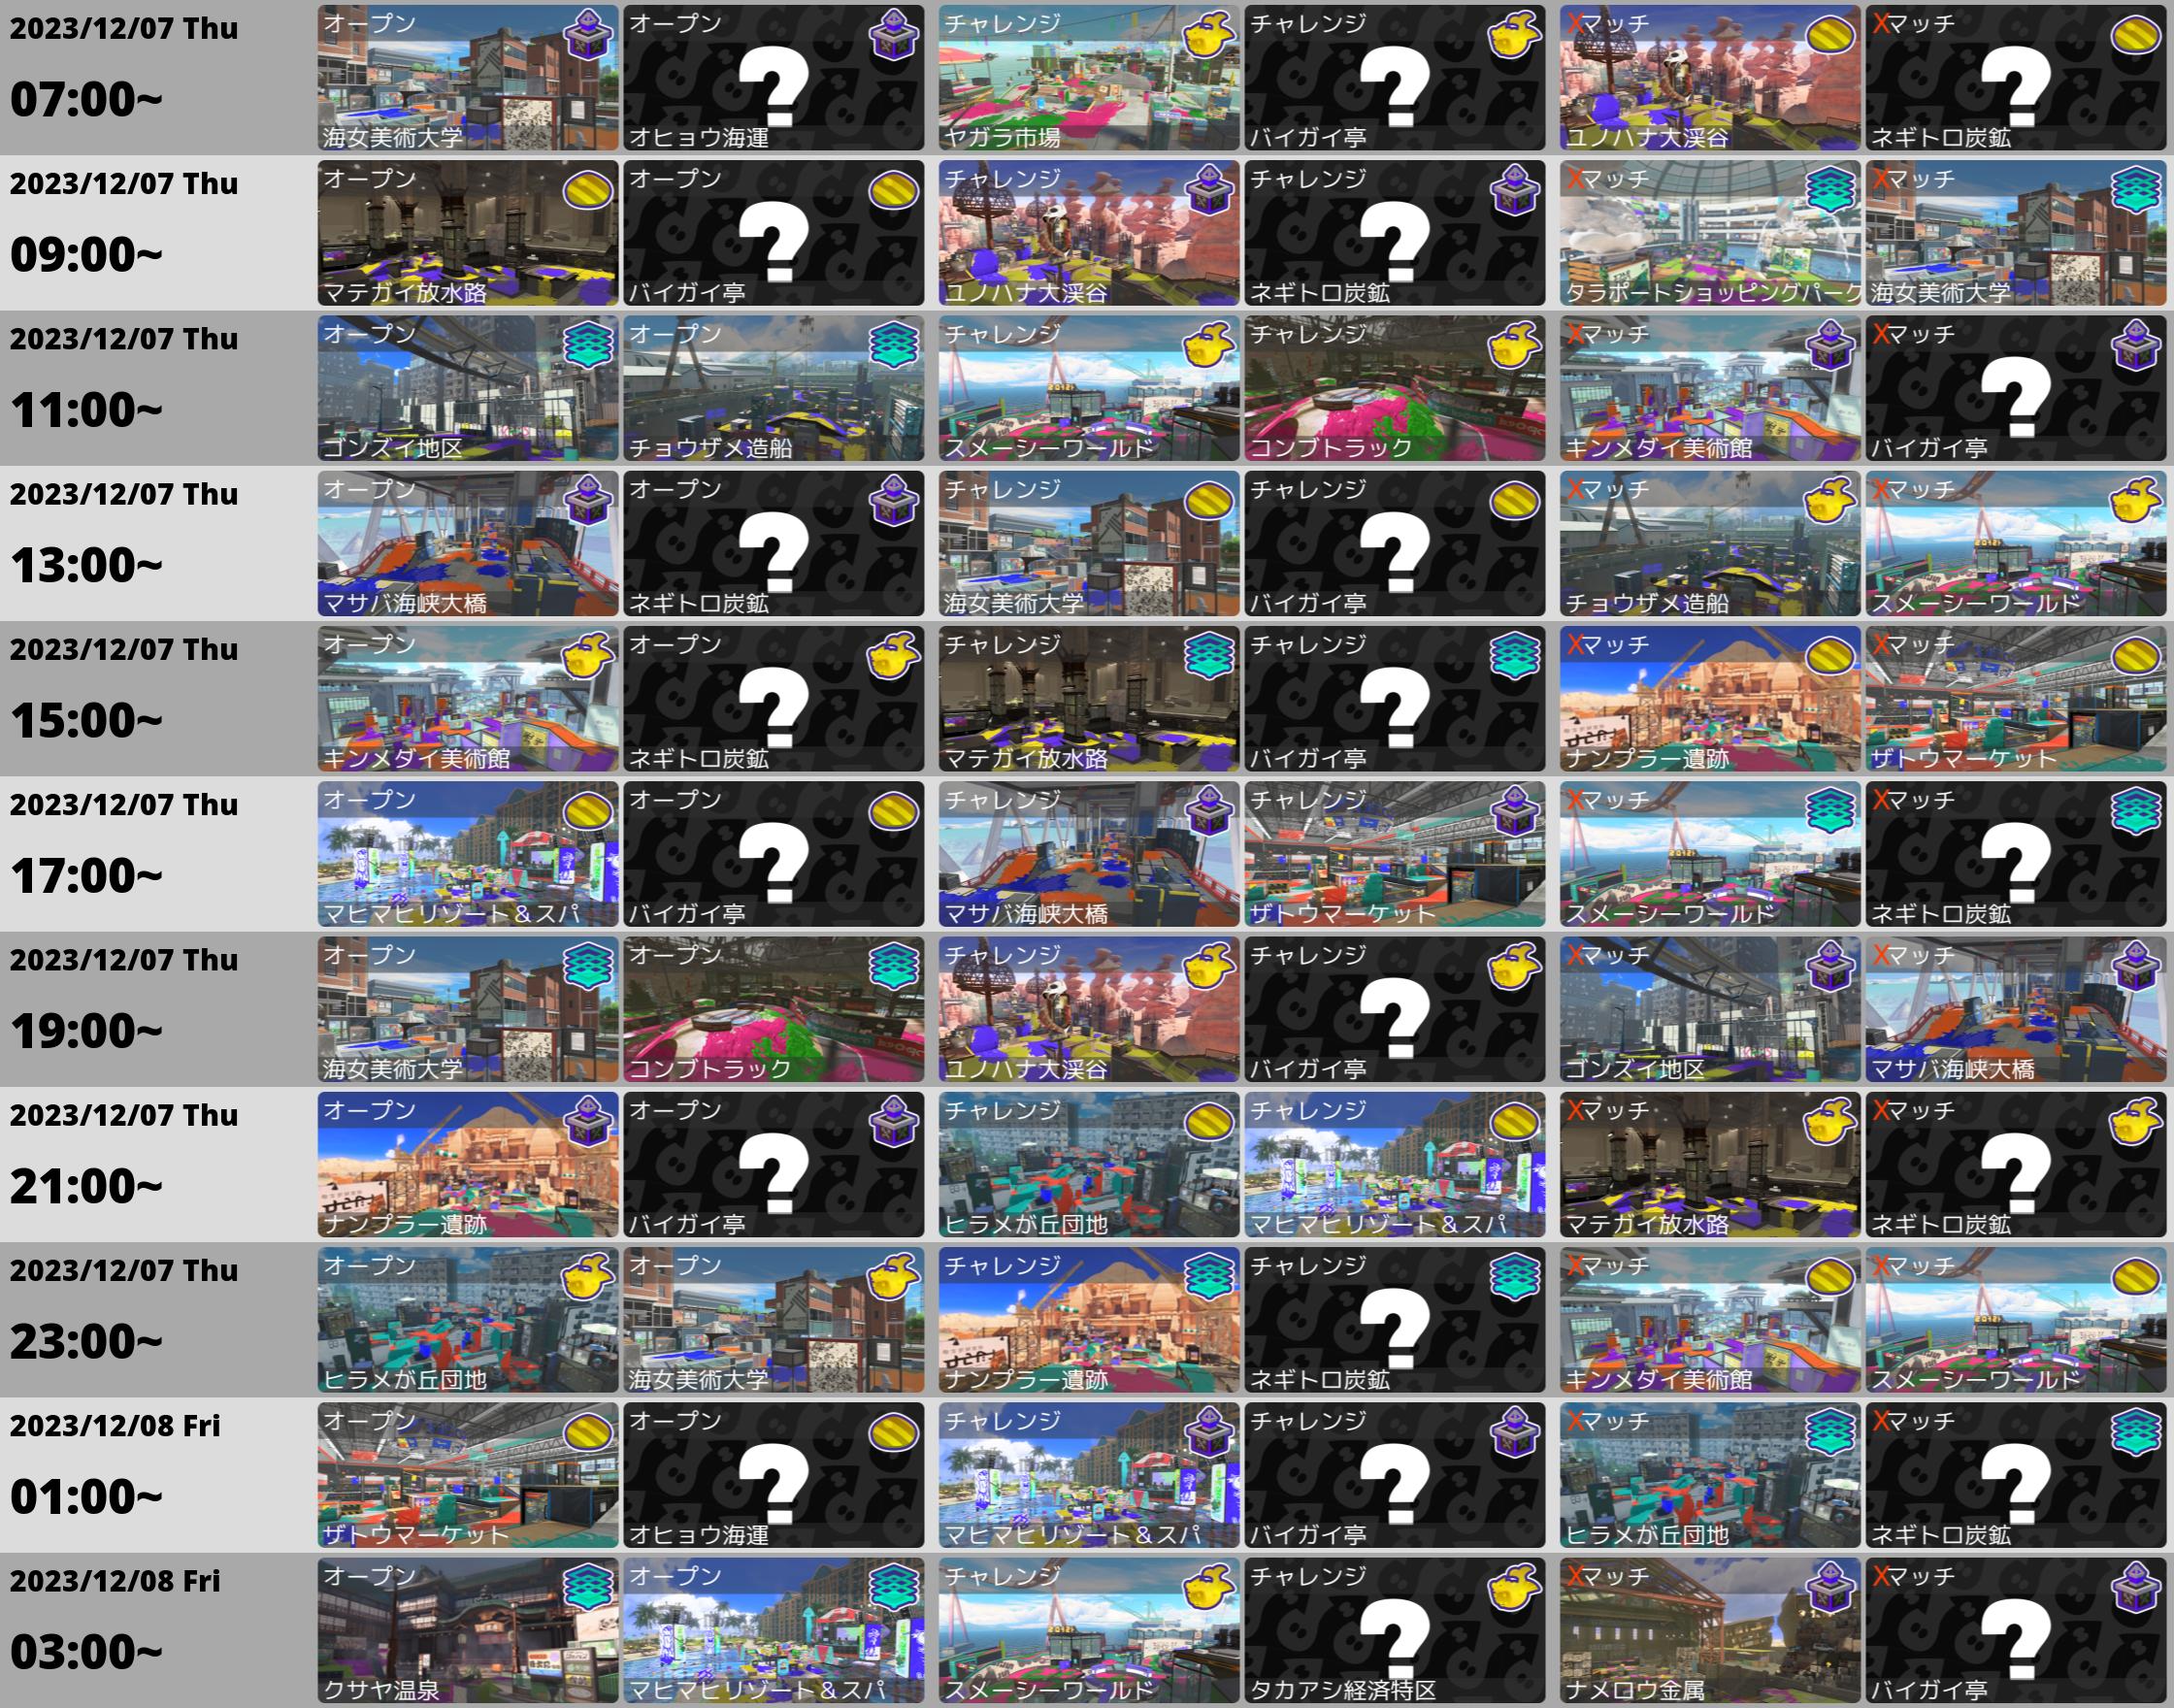 2023/12/07 Thu
07:00~
オープン
海女美術大学
オープン
?
オヒョウ海運
チャレンジ
ヤガラ市場
チャレンジ
?
バイガイ亭
Xマッチ
ユノハナ大渓谷
Xマッチ
?
ネギトロ炭鉱
2023/12/07 Thu
09:00~
オープン
マテガイ放水路
オープン
?
バイガイ亭
チャレンジ
ユノハナ大渓谷
チャレンジ
?
ネギトロ炭鉱
Xマッチ
タラポートショッピングパーク
Xマッチ
海女美術大学
2023/12/07 Thu
11:00~
オープン
ゴンズイ地区
オープン
チョウザメ造船
チャレンジ
スメーシーワールド
チャレンジ
コンブトラック
Xマッチ
キンメダイ美術館
Xマッチ
?
バイガイ亭
2023/12/07 Thu
13:00~
オープン
マサバ海峡大橋
オープン
?
ネギトロ炭鉱
チャレンジ
海女美術大学
チャレンジ
?
バイガイ亭
Xマッチ
チョウザメ造船
Xマッチ
スメーシーワールド
2023/12/07 Thu
15:00~
オープン
キンメダイ美術館
オープン
?
ネギトロ炭鉱
チャレンジ
マテガイ放水路
チャレンジ
?
バイガイ亭
Xマッチ
ナンプラー遺跡
Xマッチ
ザトウマーケット
2023/12/07 Thu
17:00~
オープン
マヒマヒリゾート＆スパ
オープン
?
バイガイ亭
チャレンジ
マサバ海峡大橋
チャレンジ
ザトウマーケット
Xマッチ
スメーシーワールド
Xマッチ
?
ネギトロ炭鉱
2023/12/07 Thu
19:00~
オープン
海女美術大学
オープン
コンブトラック
チャレンジ
ユノハナ大渓谷
チャレンジ
?
バイガイ亭
Xマッチ
ゴンズイ地区
Xマッチ
マサバ海峡大橋
2023/12/07 Thu
21:00~
オープン
ナンプラー遺跡
オープン
?
バイガイ亭
チャレンジ
ヒラメが丘団地
チャレンジ
マヒマヒリゾート＆スパ
Xマッチ
マテガイ放水路
Xマッチ
?
ネギトロ炭鉱
2023/12/07 Thu
23:00~
オープン
ヒラメが丘団地
オープン
海女美術大学
チャレンジ
ナンプラー遺跡
チャレンジ
?
ネギトロ炭鉱
Xマッチ
キンメダイ美術館
Xマッチ
スメーシーワールド
2023/12/08 Fri
01:00~
オープン
ザトウマーケット
オープン
?
オヒョウ海運
チャレンジ
マヒマヒリゾート＆スパ
チャレンジ
?
バイガイ亭
Xマッチ
ヒラメが丘団地
Xマッチ
?
ネギトロ炭鉱
2023/12/08 Fri
03:00~
オープン
クサヤ温泉
オープン
マヒマヒリゾート＆スパ
チャレンジ
スメーシーワールド
チャレンジ
?
タカアシ経済特区
Xマッチ
ナメロウ金属
Xマッチ
?
バイガイ亭